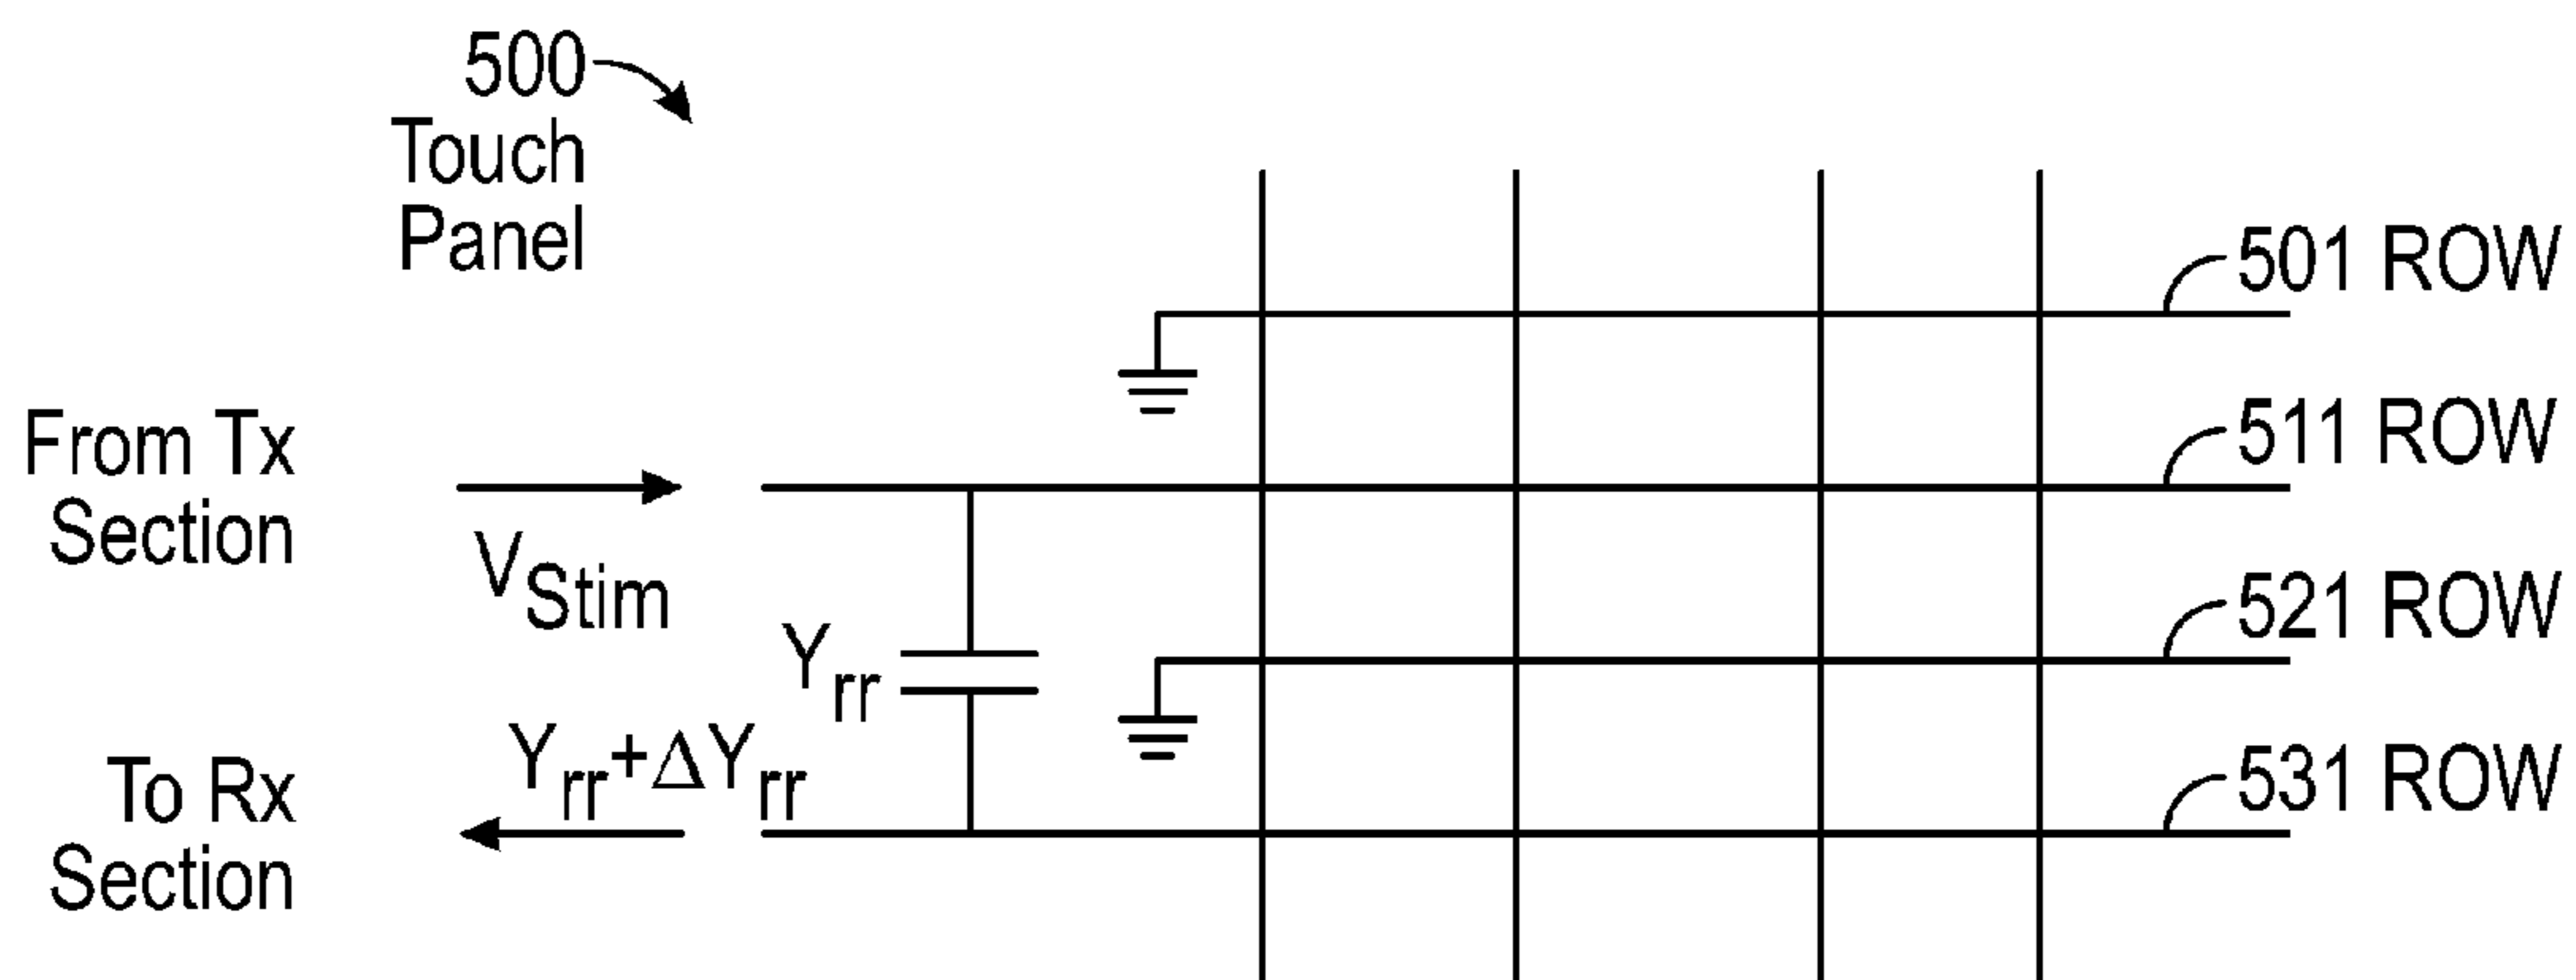 500
Touch
Panel
501 ROW
From Tx
Section
511 ROW
VStim
Yrr
521 ROW
Yrr+ΔYrr
To Rx
Section
531 ROW